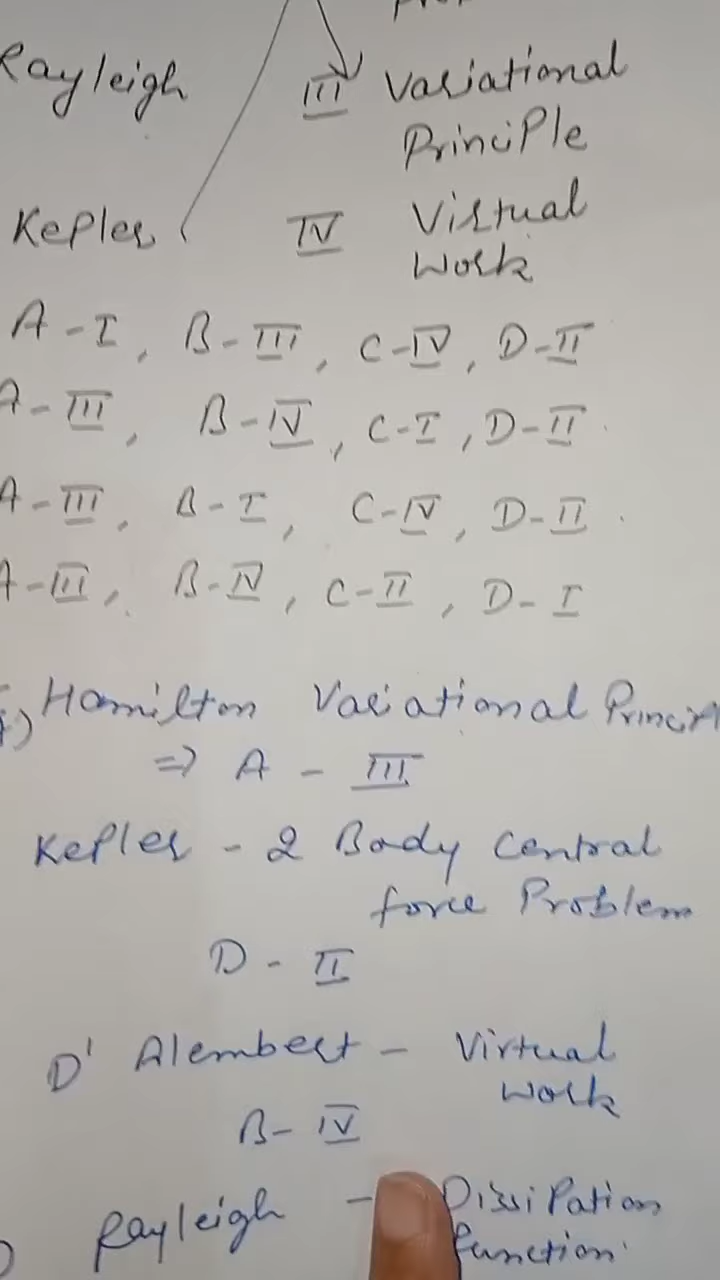 Rayleigh III Variational
Principle
Kepler IV Virtual
Work
A - I, B - III, C - IV, D - II
A - III, B - IV, C - I, D - II
A - III, B - I, C - IV, D - II
A - III, B - IV, C - II, D - I
Hamilton Variational
=> A - III
Kepler - 2 Body Central
force Problem
D - II
D' Alembert - Virtual
Work
B - IV
Rayleigh - Dissipation
function